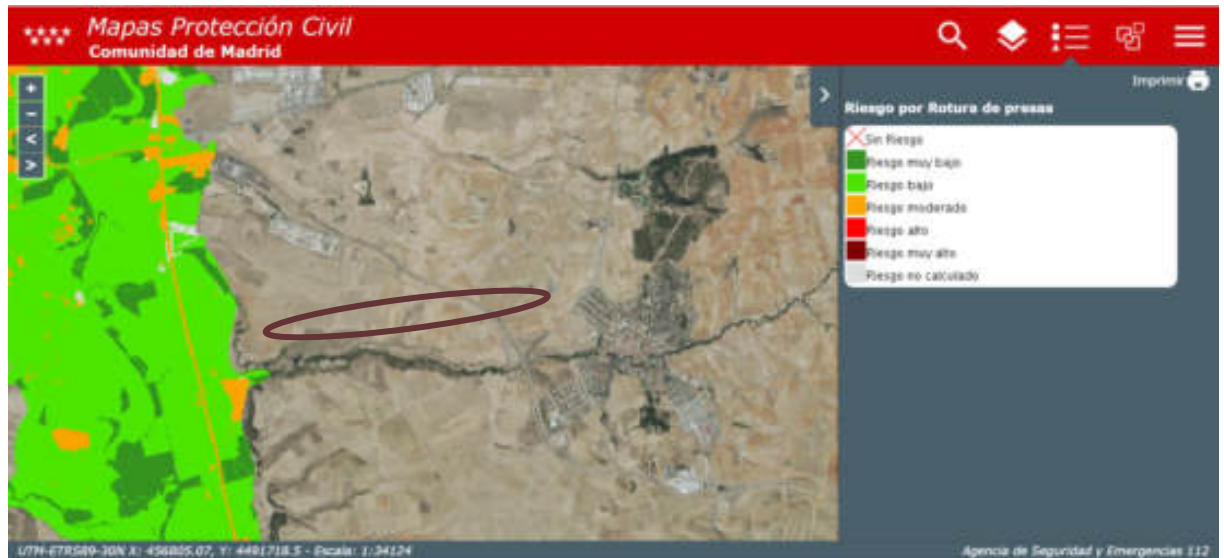 Mapas Protección Civil
Comunidad de Madrid
Imprimir
Riesgo por Rotura de presas
Sin Riesgo
Riesgo muy bajo
Riesgo bajo
Riesgo moderado
Riesgo alto
Riesgo muy alto
Riesgo no calculado
+
-
<
>
>
UTM-ETRS89-30N X: 456805.07, Y: 4491718.5 - Escala: 1:34124
Agencia de Seguridad y Emergencias 112